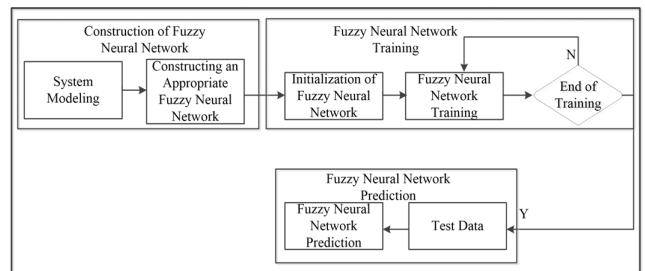 Construction of Fuzzy
Neural Network
System
Modeling
Constructing an
Appropriate
Fuzzy Neural
Network
Fuzzy Neural Network
Training
Initialization of
Fuzzy Neural
Network
Fuzzy Neural
Network
Training
N
End of
Training
Y
Fuzzy Neural Network
Prediction
Fuzzy Neural
Network
Prediction
Test Data